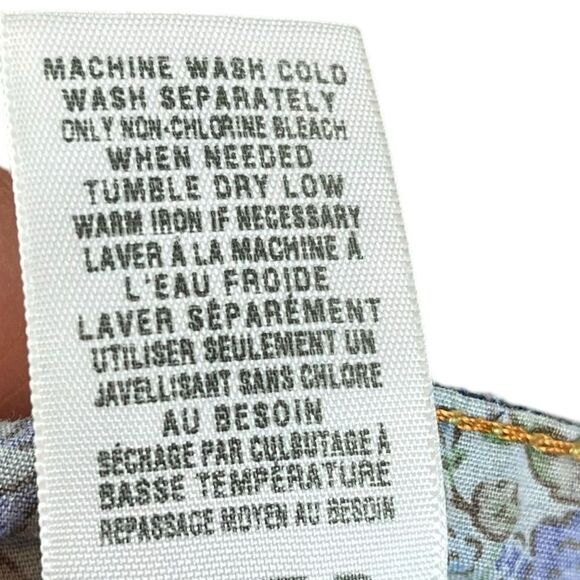 MACHINE WASH COLD
WASH SEPARATELY
ONLY NON-CHLORINE BLEACH
WHEN NEEDED
TUMBLE DRY LOW
WARM IRON IF NECESSARY
LAVER À LA MACHINE À
L'EAU FROIDE
LAVER SÉPARÉMENT
UTILISER SEULEMENT UN
JAVELLISANT SANS CHLORE
AU BESOIN
SÉCHAGE PAR CULBUTAGE À
BASSE TEMPÉRATURE
REPASSAGE MOYEN AU BESOIN